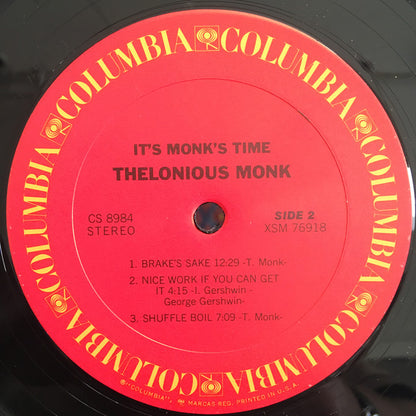 COLUMBIA COLUMBIA COLUMBIA COLUMBIA COLUMBIA COLUMBIA
IT'S MONK'S TIME
THELONIOUS MONK
CS 8984
STEREO
SIDE 2
XSM 76918
1. BRAKE'S SAKE 12:29 -T. Monk-
2. NICE WORK IF YOU CAN GET
IT 4:15 -I. Gershwin -
George Gershwin-
3. SHUFFLE BOIL 7:09 -T. Monk-
® "COLUMBIA", MARCAS REG. PRINTED IN U.S.A.